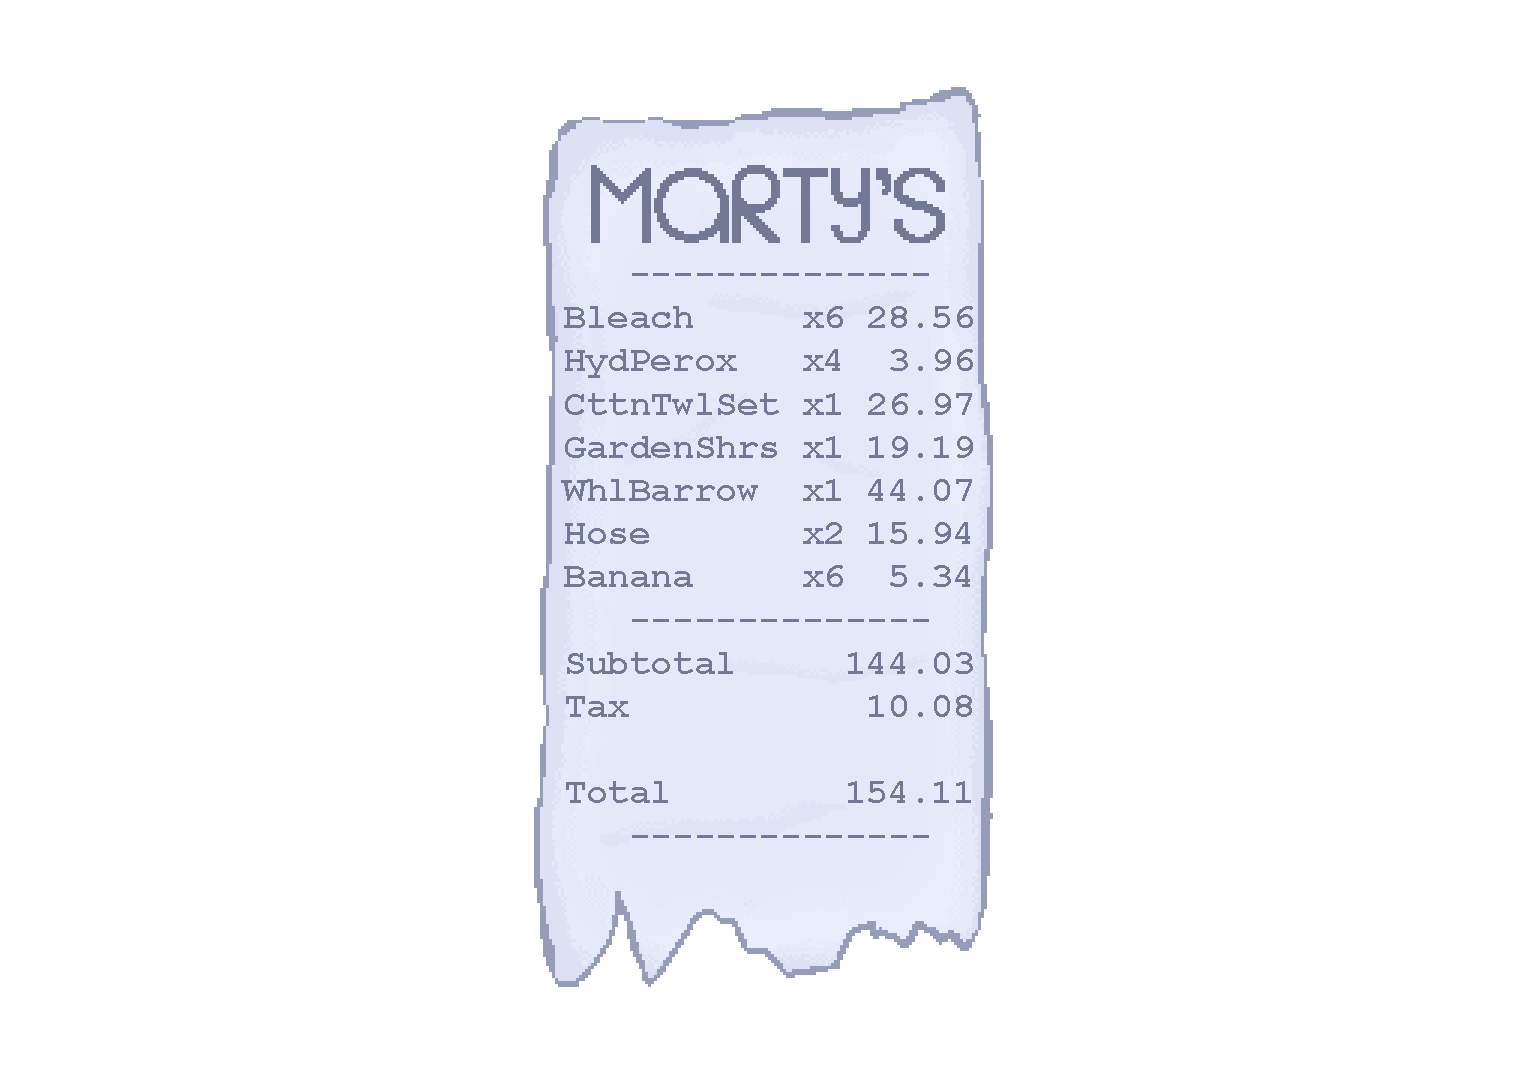 MARTY'S
--------------
Bleach x6 28.56
HydPerox x4 3.96
CttnTwlSet x1 26.97
GardenShrs x1 19.19
WhlBarrow x1 44.07
Hose x2 15.94
Banana x6 5.34
--------------
Subtotal 144.03
Tax 10.08
Total 154.11
--------------